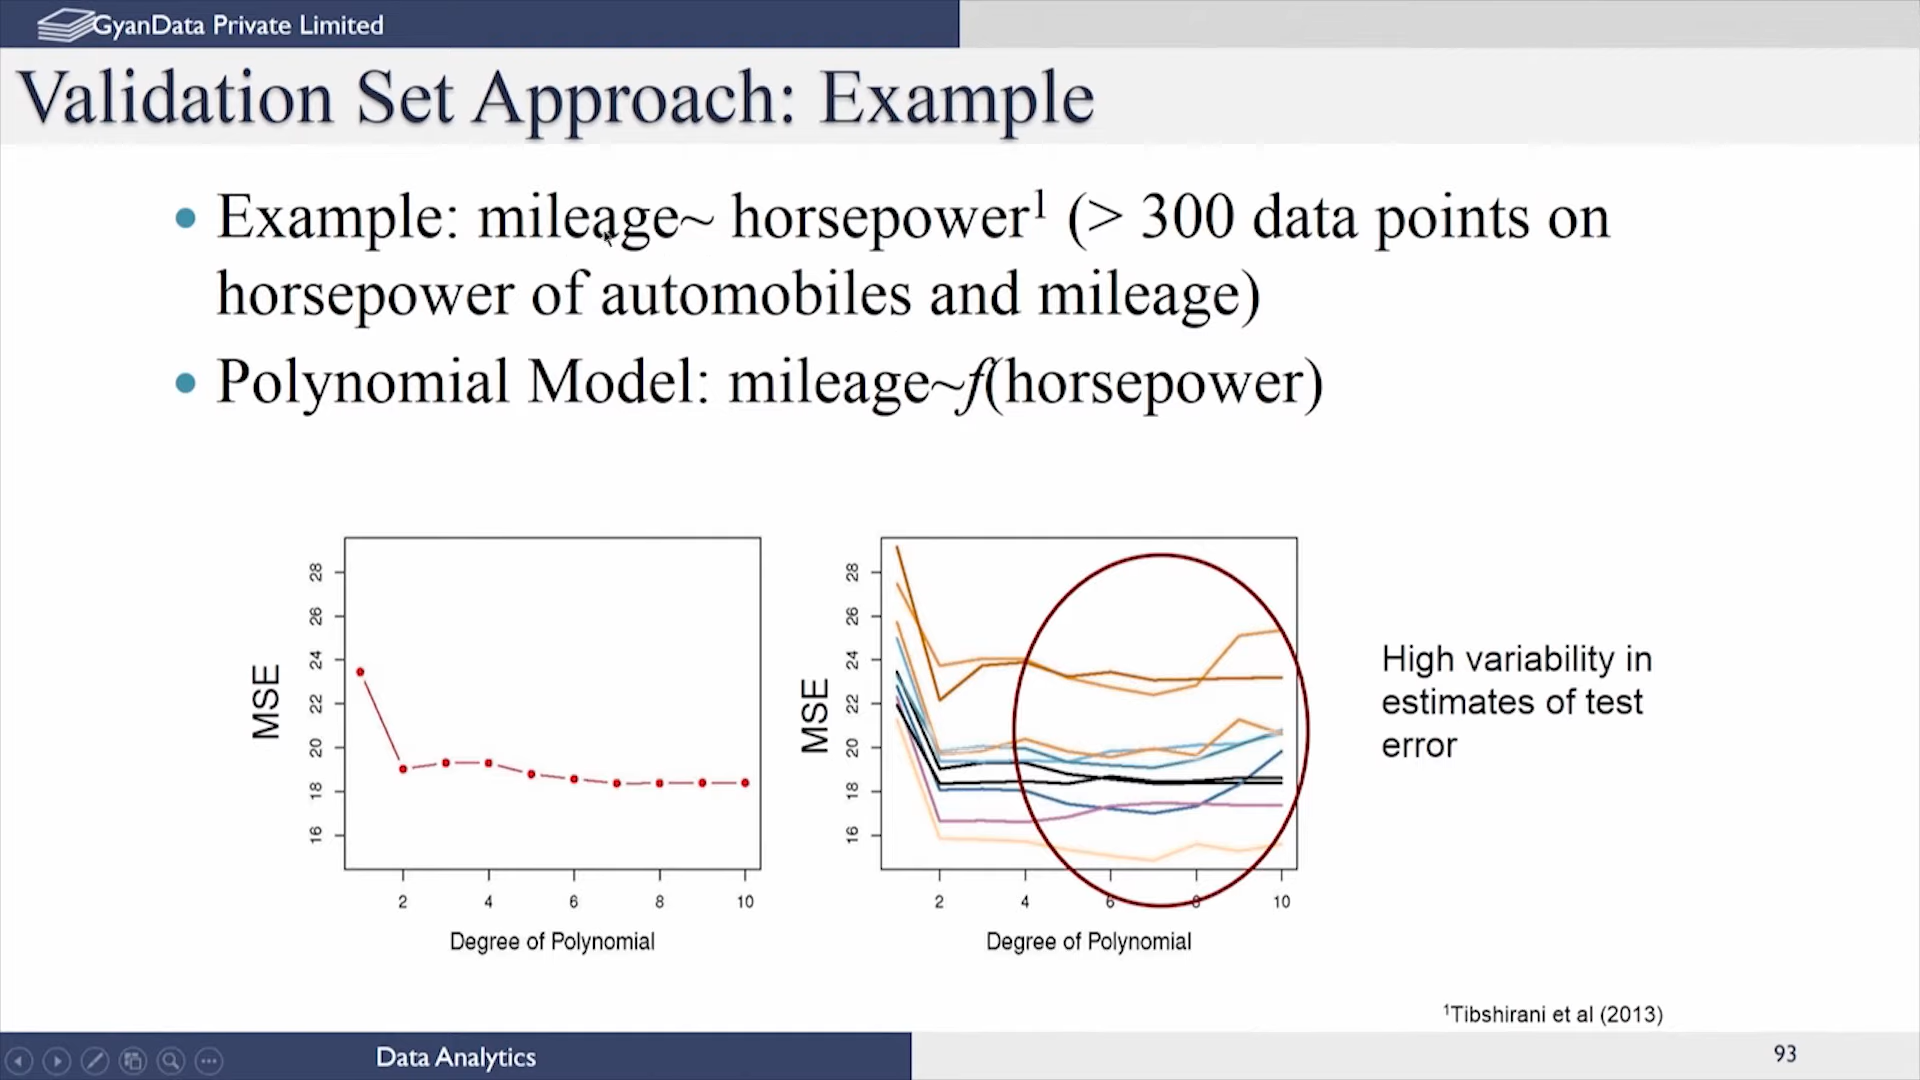 GyanData Private Limited
Validation Set Approach: Example
• Example: mileage~ horsepower¹ (> 300 data points on
horsepower of automobiles and mileage)
• Polynomial Model: mileage~f(horsepower)
MSE
28
26
24
22
20
18
16
2 4 6 8 10
Degree of Polynomial
MSE
28
26
24
22
20
18
16
2 4 6 8 10
Degree of Polynomial
High variability in
estimates of test
error
¹Tibshirani et al (2013)
Data Analytics
93